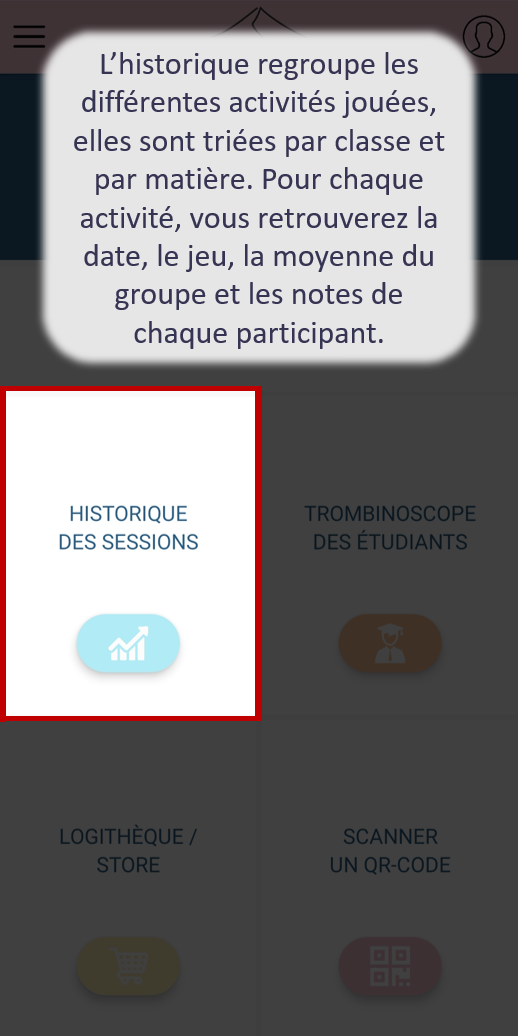 L’historique regroupe les
différentes activités jouées,
elles sont triées par classe et
par matière. Pour chaque
activité, vous retrouverez la
date, le jeu, la moyenne du
groupe et les notes de
chaque participant.
HISTORIQUE
DES SESSIONS
TROMBINOSCOPE
DES ÉTUDIANTS
LOGITHÈQUE /
STORE
SCANNER
UN QR-CODE